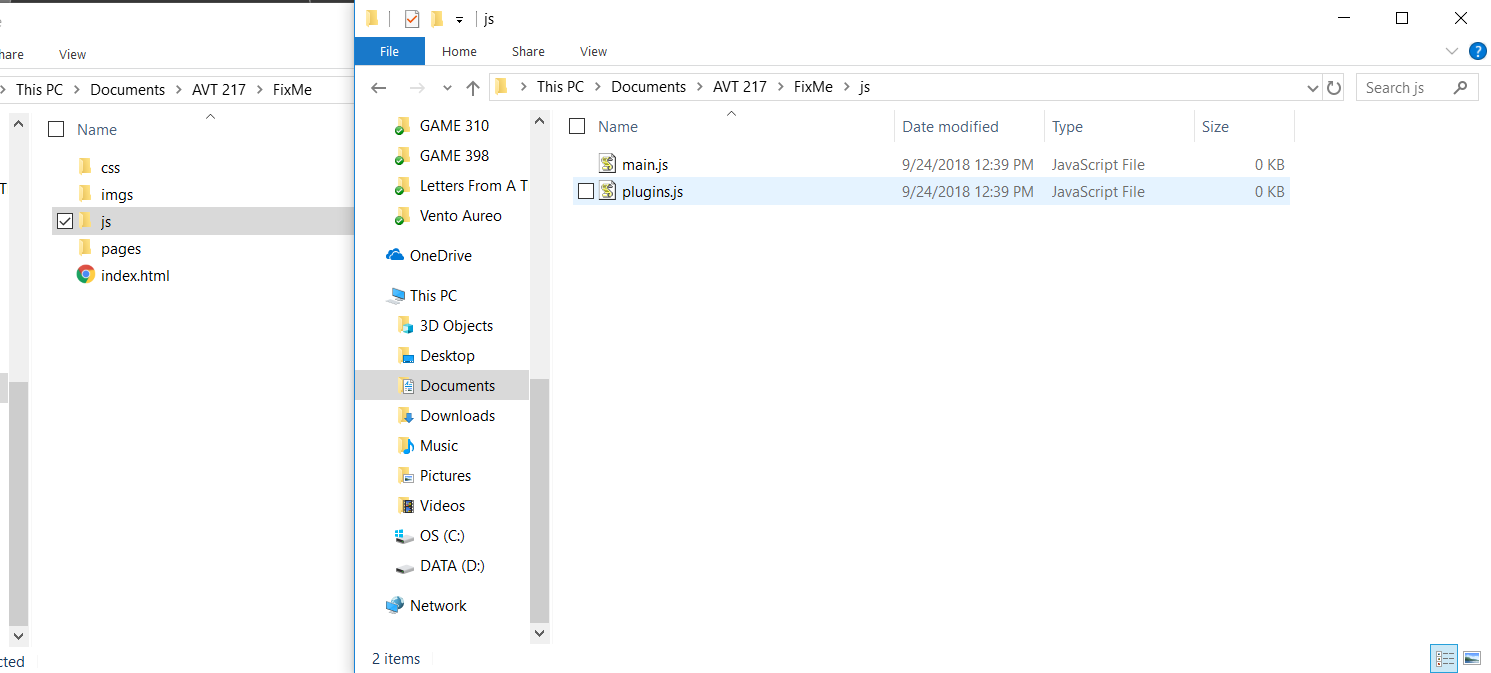 e
hare View
This PC Documents AVT 217 FixMe
Name
css
imgs
js
pages
index.html
T
cted
js
File Home Share View
This PC Documents AVT 217 FixMe js
Search js
GAME 310
GAME 398
Letters From A T
Vento Aureo
OneDrive
This PC
3D Objects
Desktop
Documents
Downloads
Music
Pictures
Videos
OS (C:)
DATA (D:)
Network
Name Date modified Type Size
main.js 9/24/2018 12:39 PM JavaScript File 0 KB
plugins.js 9/24/2018 12:39 PM JavaScript File 0 KB
2 items